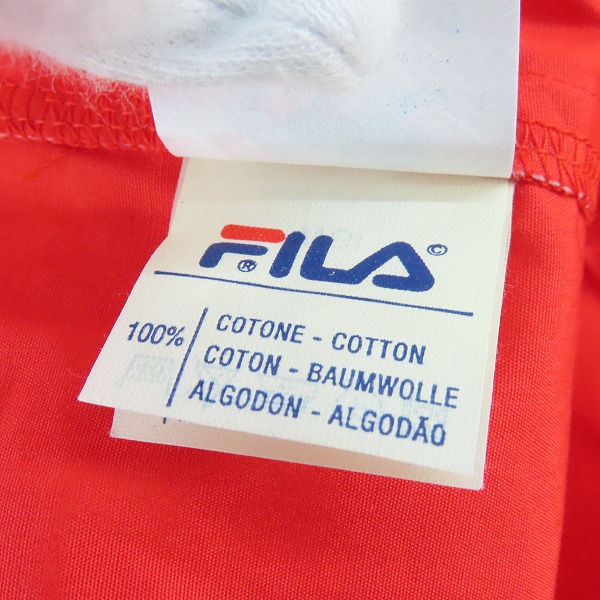 FILA® ©
100%
COTONE - COTTON
COTON - BAUMWOLLE
ALGODON - ALGODÃO